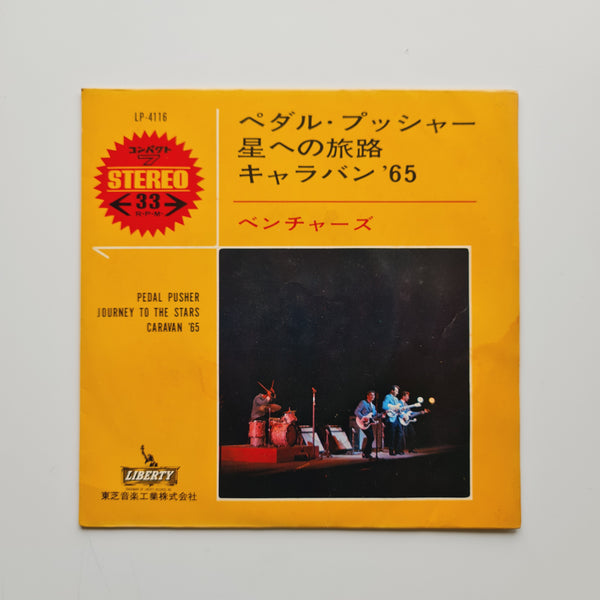 LP-4116
コンパクト
7
STEREO
33
R・P・M・
ペダル・プッシャー
星への旅路
キャラバン '65
ベンチャーズ
PEDAL PUSHER
JOURNEY TO THE STARS
CARAVAN '65
LIBERTY
東芝音楽工業株式会社